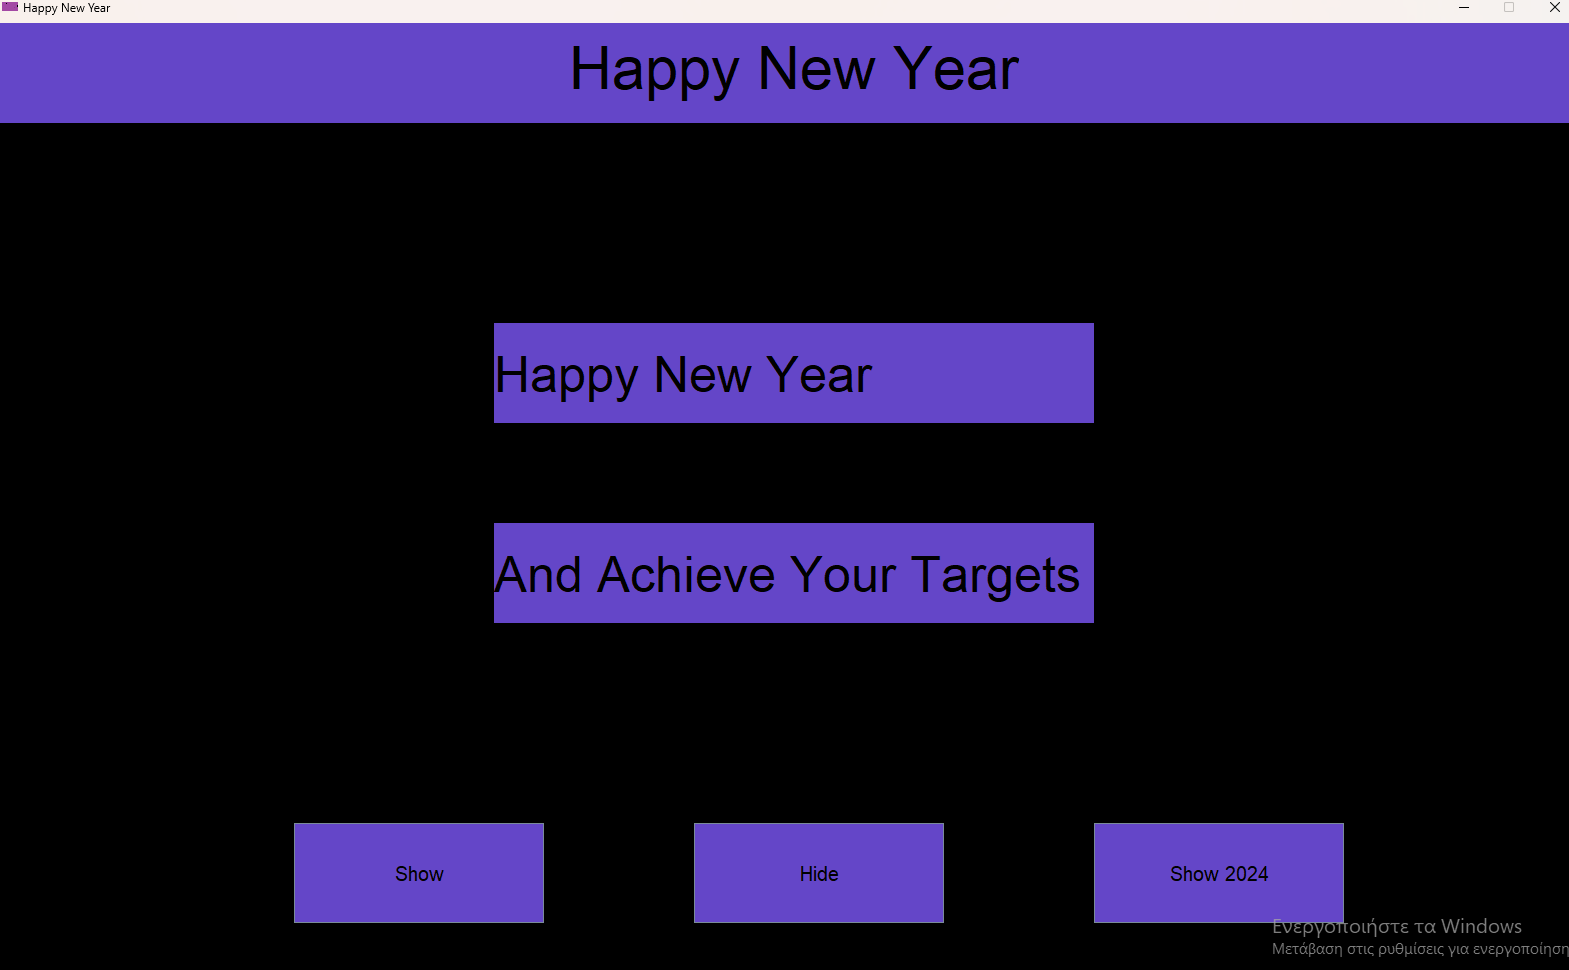 Happy New Year
Happy New Year
Happy New Year
And Achieve Your Targets
Show
Hide
Show 2024
Ενεργοποιήστε τα Windows
Μετάβαση στις ρυθμίσεις για ενεργοποίηση